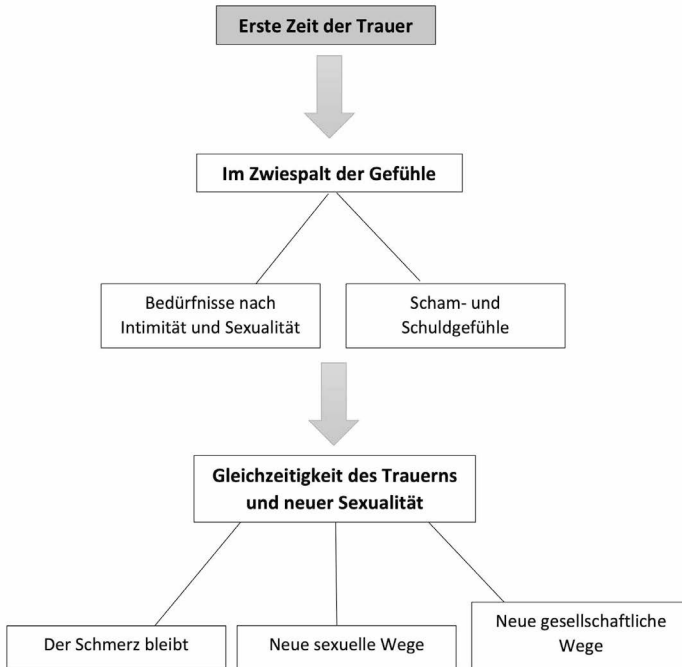 Erste Zeit der Trauer
Im Zwiespalt der Gefühle
Bedürfnisse nach
Intimität und Sexualität
Scham- und
Schuldgefühle
Gleichzeitigkeit des Trauerns
und neuer Sexualität
Der Schmerz bleibt
Neue sexuelle Wege
Neue gesellschaftliche
Wege